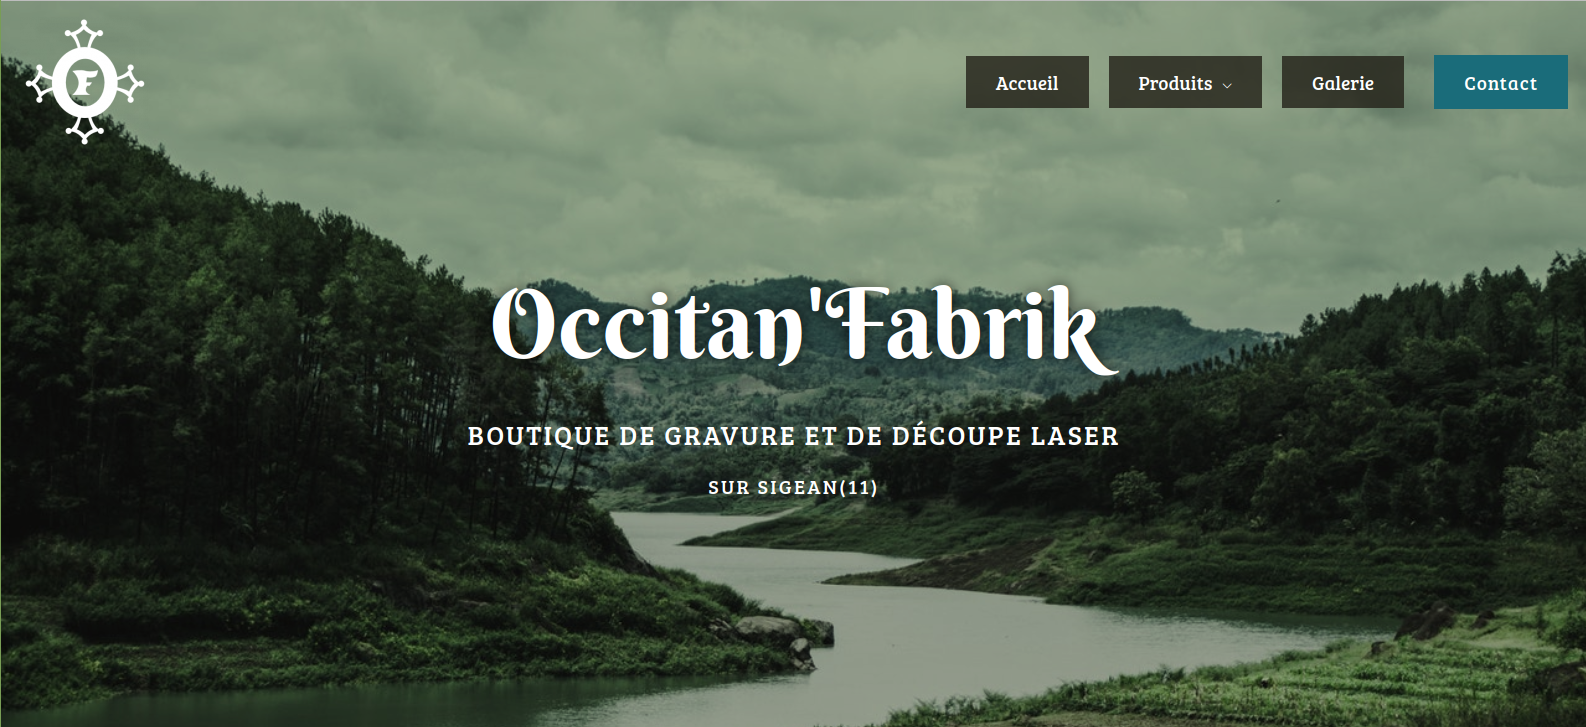 F
Accueil
Produits
Galerie
Contact
Occitan'Fabrik
BOUTIQUE DE GRAVURE ET DE DÉCOUPE LASER
SUR SIGEAN(11)